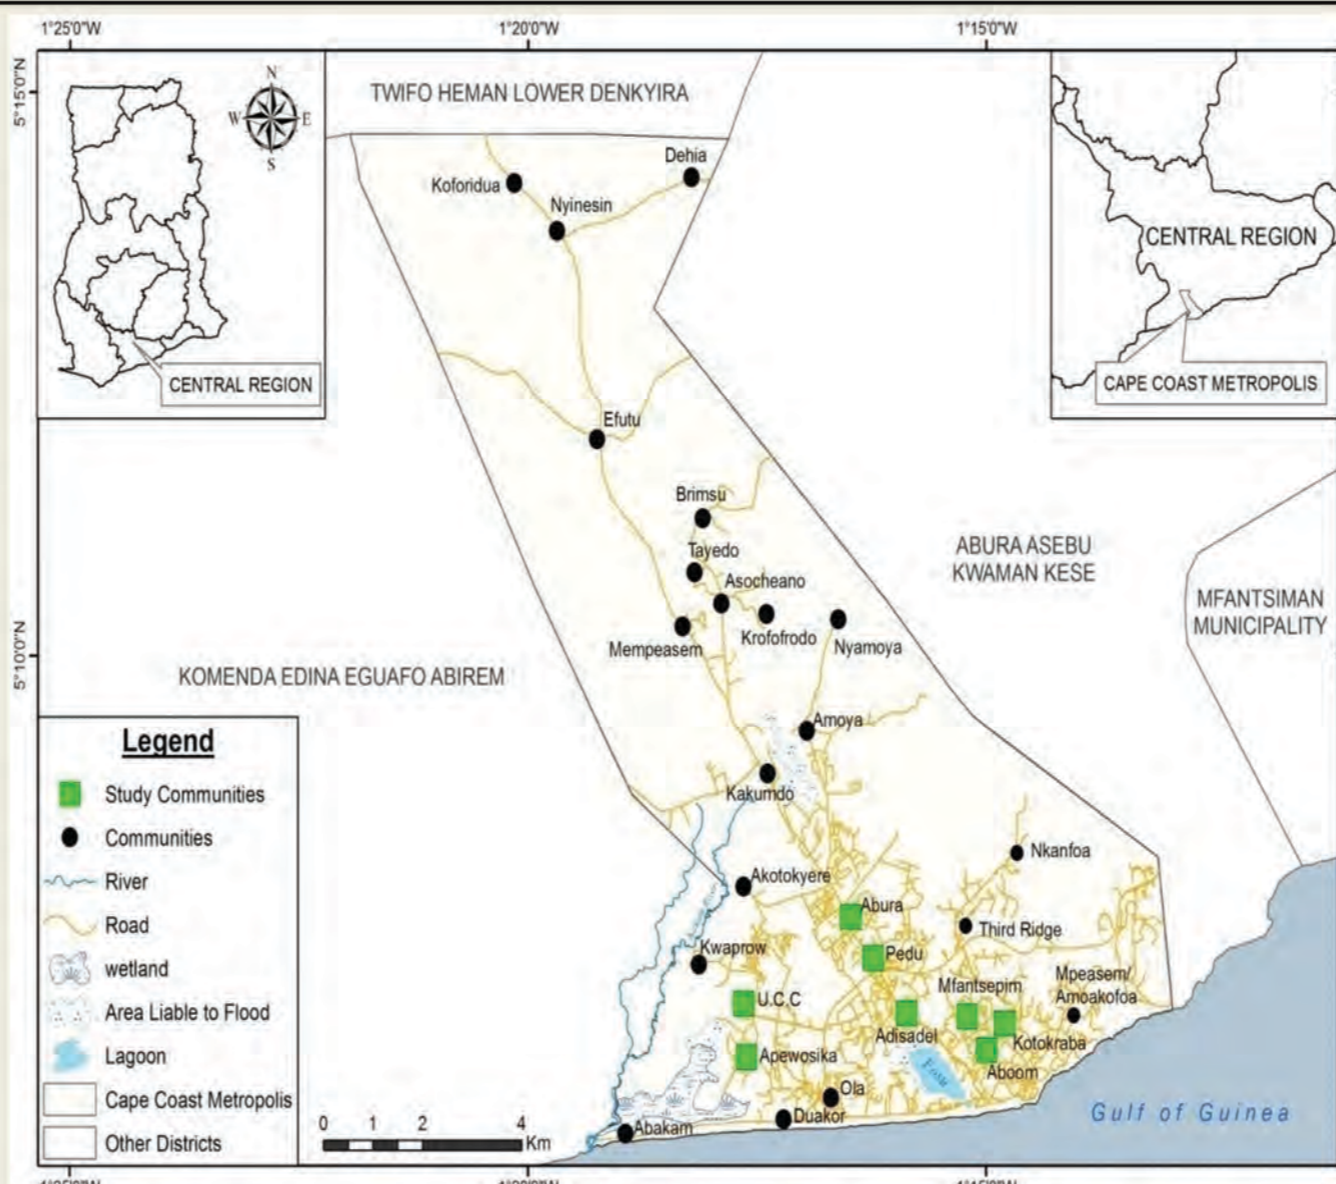 1°25'0"W
1°20'0"W
1°15'0"W
5°15'0"N
N
W
E
S
CENTRAL REGION
TWIFO HEMAN LOWER DENKYIRA
CENTRAL REGION
CAPE COAST METROPOLIS
Dehia
Koforidua
Nyinesin
Efutu
Brimsu
Tayedo
Asocheano
Krofofrodo
Mempeasem
Nyamoya
ABURA ASEBU
KWAMAN KESE
MFANTSIMAN
MUNICIPALITY
5°10'0"N
KOMENDA EDINA EGUAFO ABIREM
Amoya
Kakumdo
Nkanfoa
Akotokyere
Abura
Third Ridge
Kwaprow
Pedu
Mpeasem/
Amoakofoa
Mfantsepim
U.C.C
Adisadel
Kotokraba
Apewosika
Aboom
Fosu
Ola
Duakor
Abakam
Gulf of Guinea
Legend
Study Communities
Communities
River
Road
wetland
Area Liable to Flood
Lagoon
Cape Coast Metropolis
Other Districts
0 1 2 4
Km